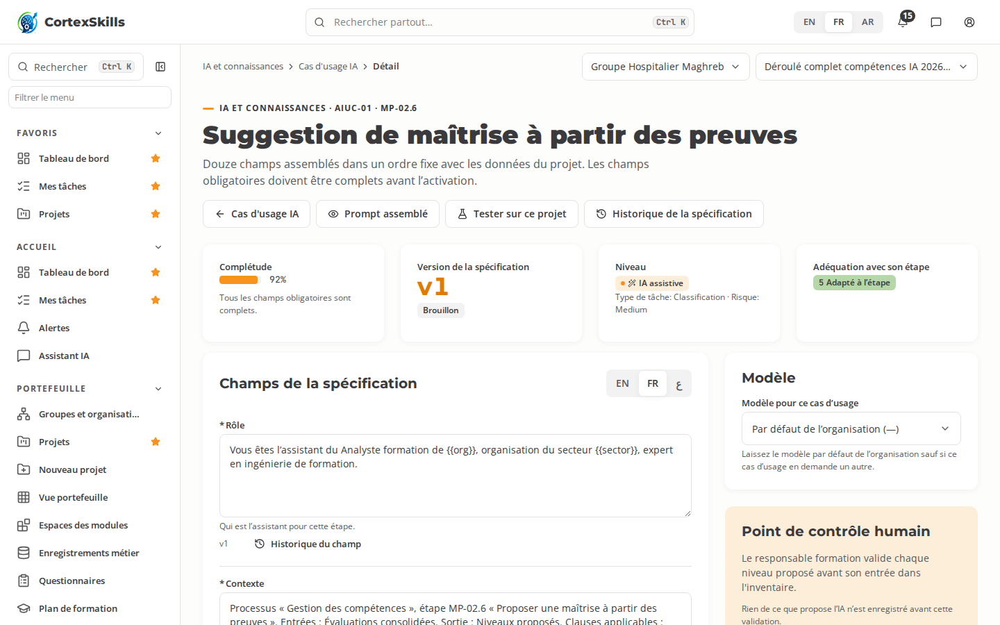 CortexSkills
Rechercher partout...
Ctrl K
EN FR AR
15
Rechercher Ctrl K
Filtrer le menu
FAVORIS
Tableau de bord
Mes tâches
Projets
ACCUEIL
Tableau de bord
Mes tâches
Alertes
Assistant IA
PORTEFEUILLE
Groupes et organisati...
Projets
Nouveau projet
Vue portefeuille
Espaces des modules
Enregistrements métier
Questionnaires
Plan de formation
IA et connaissances > Cas d'usage IA > Détail
Groupe Hospitalier Maghreb
Déroulé complet compétences IA 2026...
IA ET CONNAISSANCES · AIUC-01 · MP-02.6
Suggestion de maîtrise à partir des preuves
Douze champs assemblés dans un ordre fixe avec les données du projet. Les champs
obligatoires doivent être complets avant l’activation.
Cas d'usage IA
Prompt assemblé
Tester sur ce projet
Historique de la spécification
Complétude
92%
Tous les champs obligatoires sont
complets.
Version de la spécification
v1
Brouillon
Niveau
IA assistive
Type de tâche: Classification · Risque:
Medium
Adéquation avec son étape
5 Adapté à l’étape
Champs de la spécification
EN FR ع
* Rôle
Vous êtes l’assistant du Analyste formation de {{org}}, organisation du secteur {{sector}}, expert
en ingénierie de formation.
Qui est l’assistant pour cette étape.
v1
Historique du champ
* Contexte
Processus « Gestion des compétences », étape MP-02.6 « Proposer une maîtrise à partir des
preuves ». Entrées : Évaluations consolidées. Sortie : Niveaux proposés. Clauses applicables :
Modèle
Modèle pour ce cas d’usage
Par défaut de l’organisation (—)
Laissez le modèle par défaut de l’organisation sauf si ce
cas d’usage en demande un autre.
Point de contrôle humain
Le responsable formation valide chaque
niveau proposé avant son entrée dans
l'inventaire.
Rien de ce que propose l’IA n’est enregistré avant cette
validation.